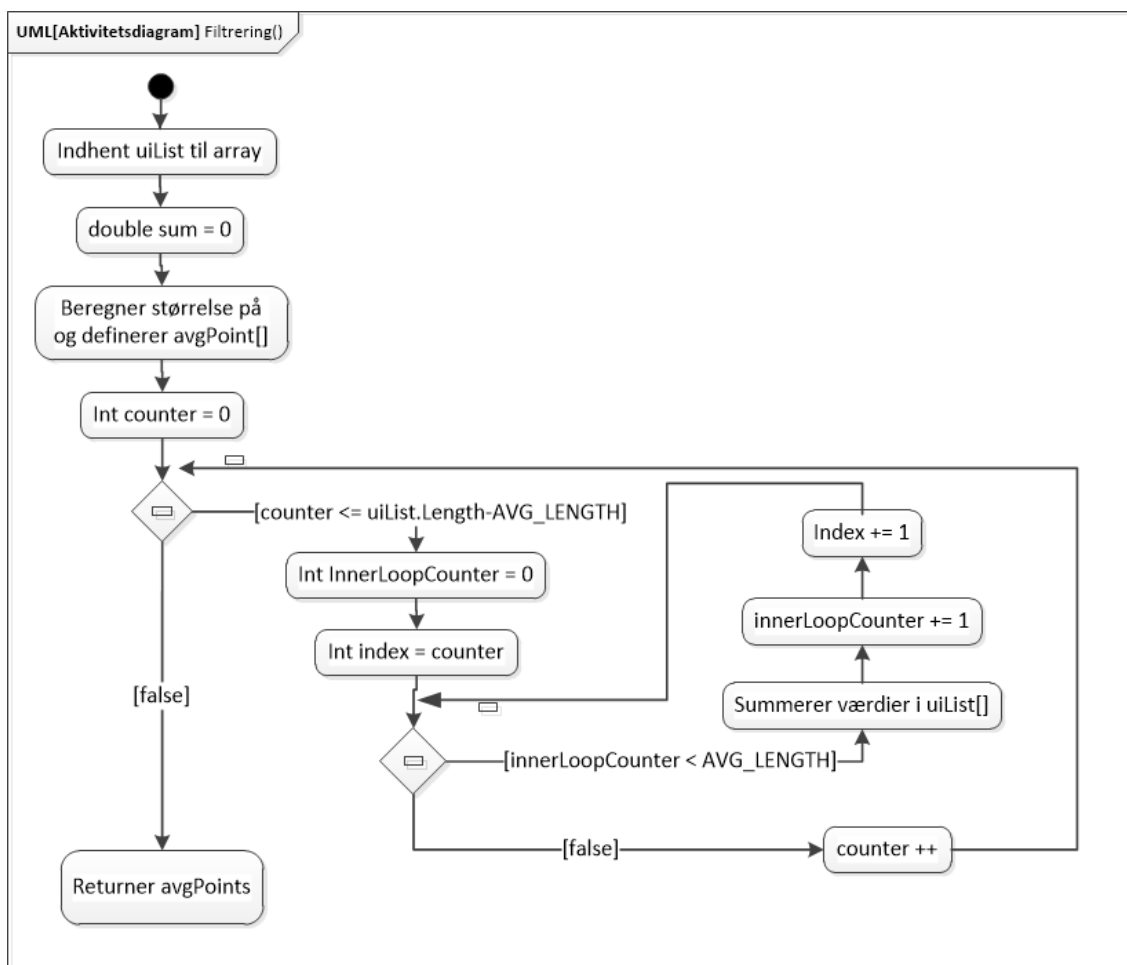 UML[Aktivitetsdiagram] Filtrering()
Indhent uiList til array
double sum = 0
Beregner størrelse på
og definerer avgPoint[]
Int counter = 0
[counter <= uiList.Length-AVG_LENGTH]
Int InnerLoopCounter = 0
Int index = counter
Index += 1
innerLoopCounter += 1
Summerer værdier i uiList[]
[innerLoopCounter < AVG_LENGTH]
[false]
counter ++
[false]
Returner avgPoints